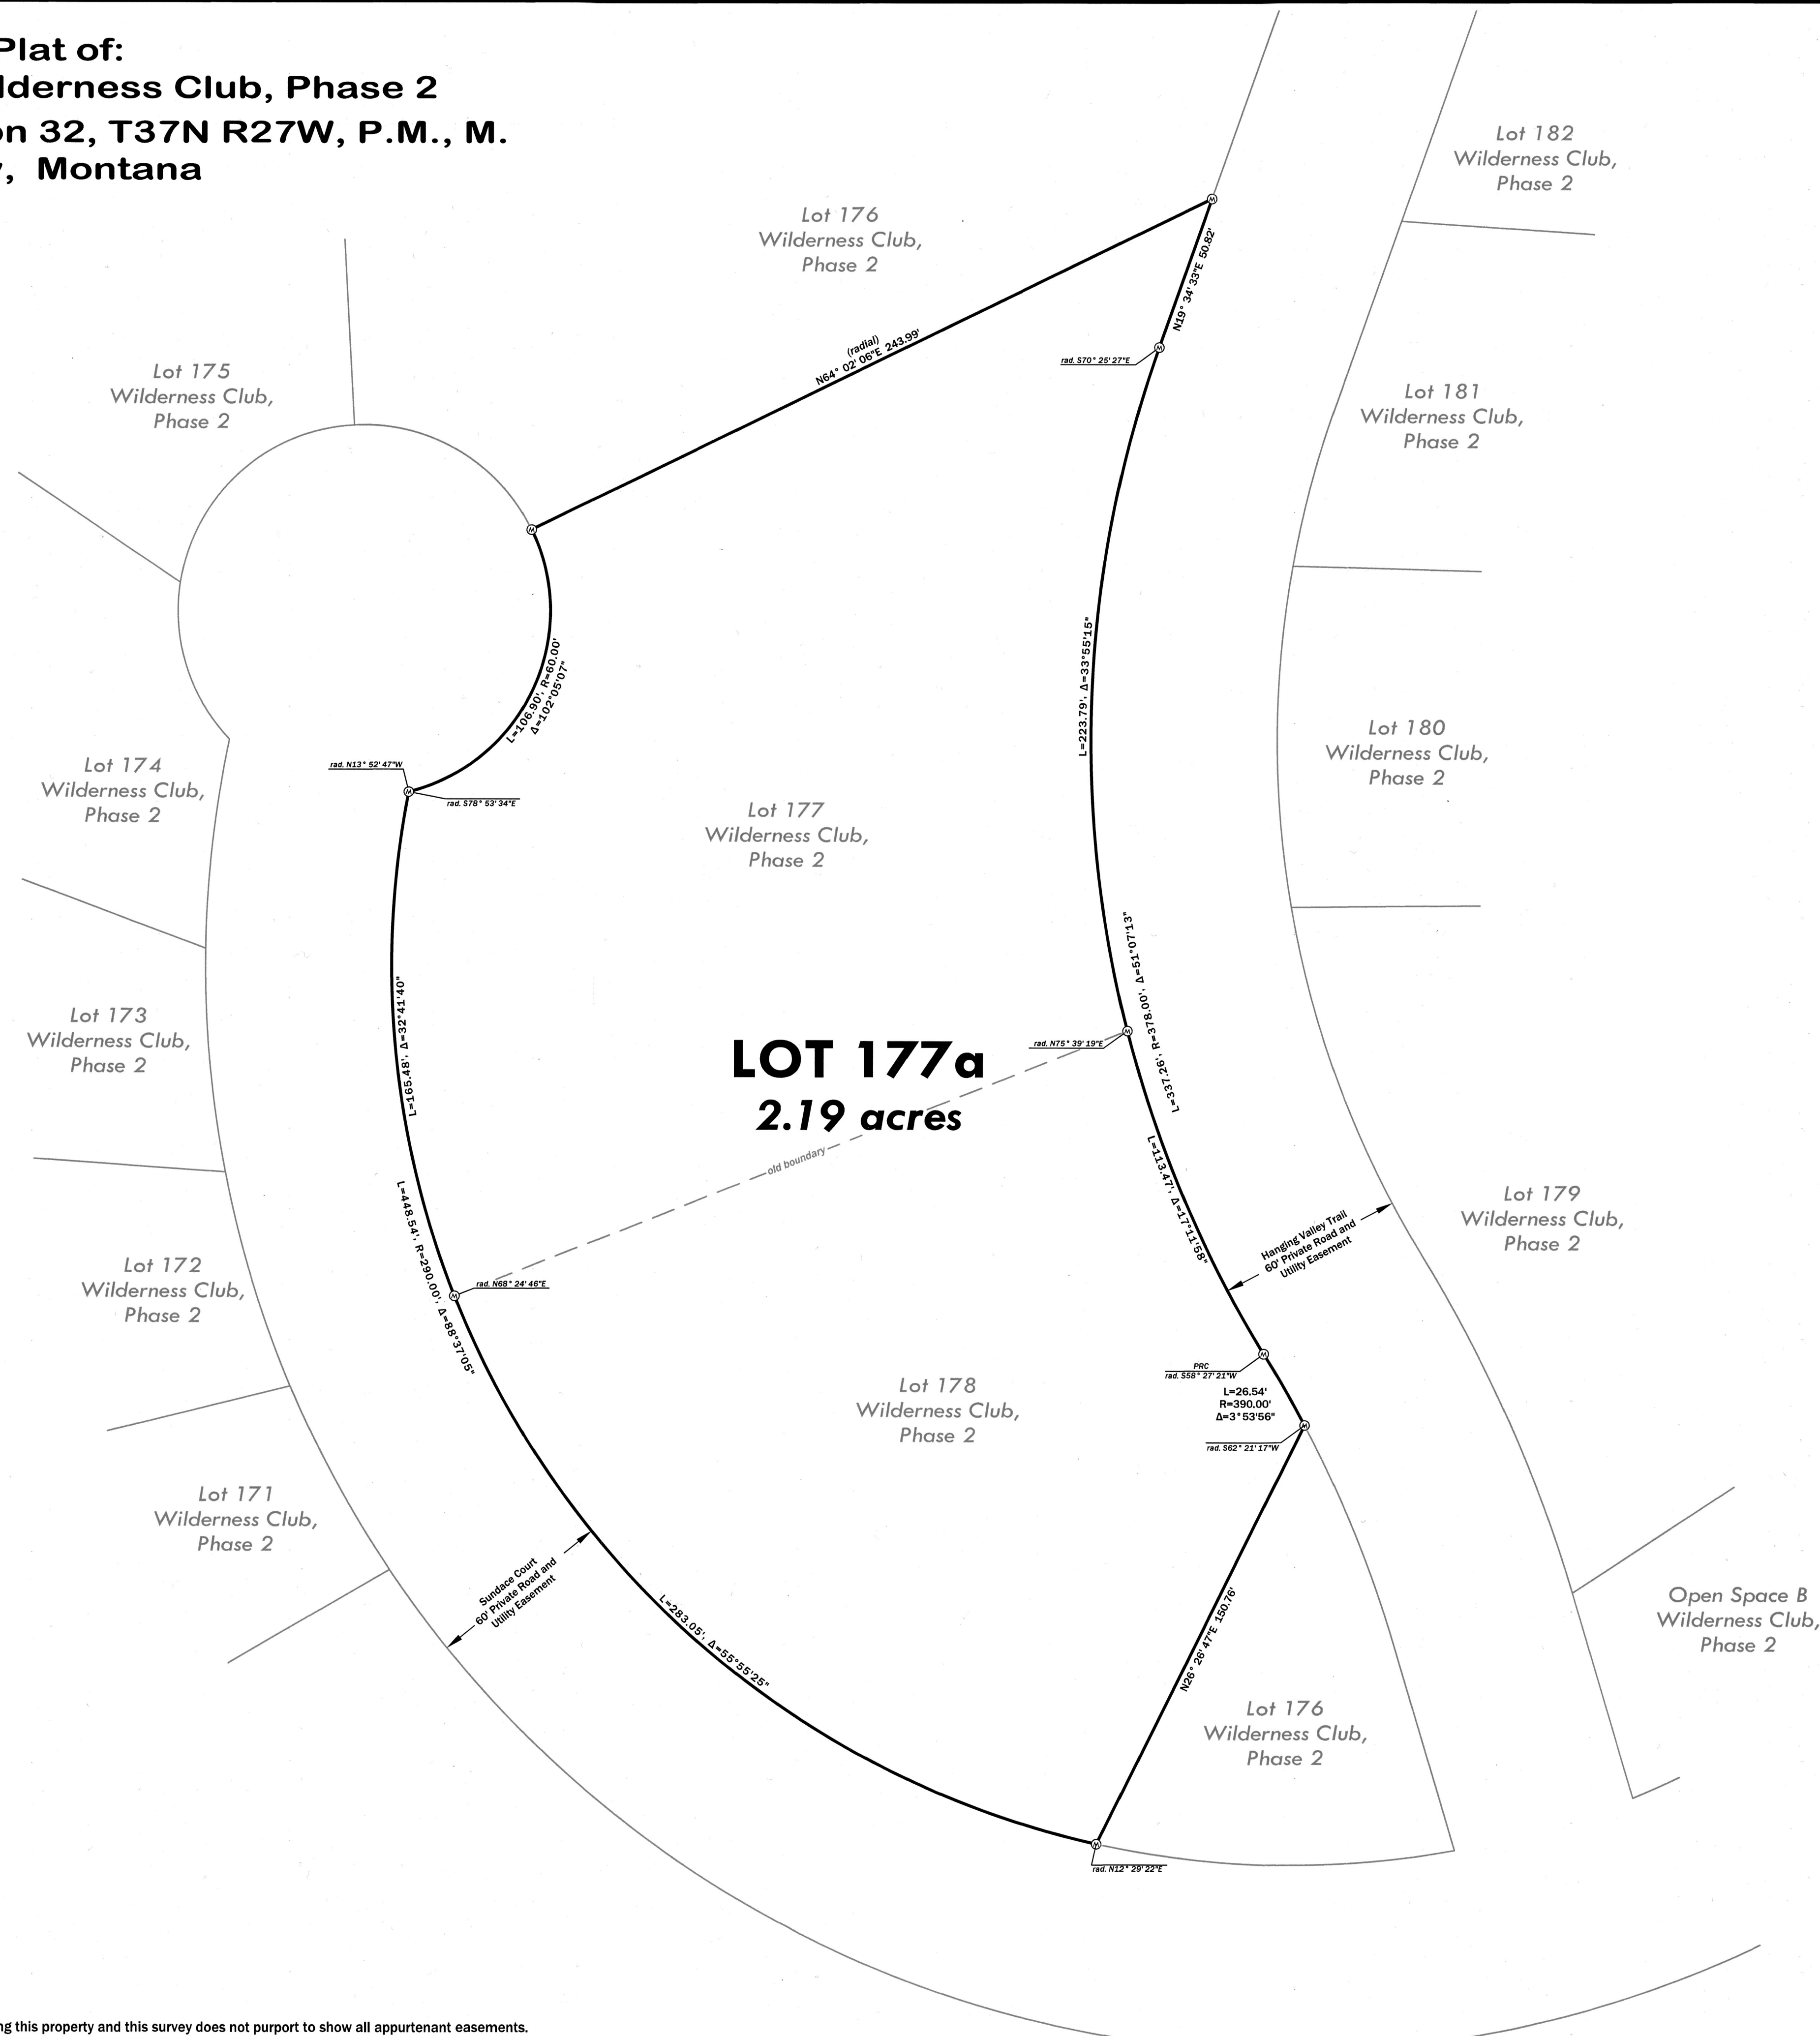 Plat of:
lderness Club, Phase 2
on 32, T37N R27W, P.M., M.
, Montana
Lot 182
Wilderness Club,
Phase 2
Lot 176
Wilderness Club,
Phase 2
N19° 34' 33"E 50.82'
(radial)
N64° 02' 06"E 243.99'
rad. S70° 25' 27"E
Lot 175
Wilderness Club,
Phase 2
Lot 181
Wilderness Club,
Phase 2
L=106.90', R=60.00'
Δ=102°05'07"
L=223.79', Δ=33°55'15"
Lot 180
Wilderness Club,
Phase 2
Lot 174
Wilderness Club,
Phase 2
rad. N13° 52' 47"W
rad. S78° 53' 34"E
Lot 177
Wilderness Club,
Phase 2
L=337.26', R=378.00', Δ=51°07'13"
Lot 173
Wilderness Club,
Phase 2
L=165.48', Δ=32°41'40"
rad. N75° 39' 19"E
LOT 177a
2.19 acres
old boundary
L=113.47', Δ=17°11'58"
Lot 179
Wilderness Club,
Phase 2
Hanging Valley Trail
60' Private Road and
Utility Easement
Lot 172
Wilderness Club,
Phase 2
L=448.54', R=290.00', Δ=88°37'05"
rad. N68° 24' 46"E
PRC
rad. S58° 27' 21"W
L=26.54'
R=390.00'
Δ=3°53'56"
rad. S62° 21' 17"W
Lot 178
Wilderness Club,
Phase 2
Lot 171
Wilderness Club,
Phase 2
Sundace Court
60' Private Road and
Utility Easement
L=283.05', Δ=55°55'25"
N26° 26' 47"E 150.76'
Open Space B
Wilderness Club,
Phase 2
Lot 176
Wilderness Club,
Phase 2
rad. N12° 29' 22"E
ng this property and this survey does not purport to show all appurtenant easements.